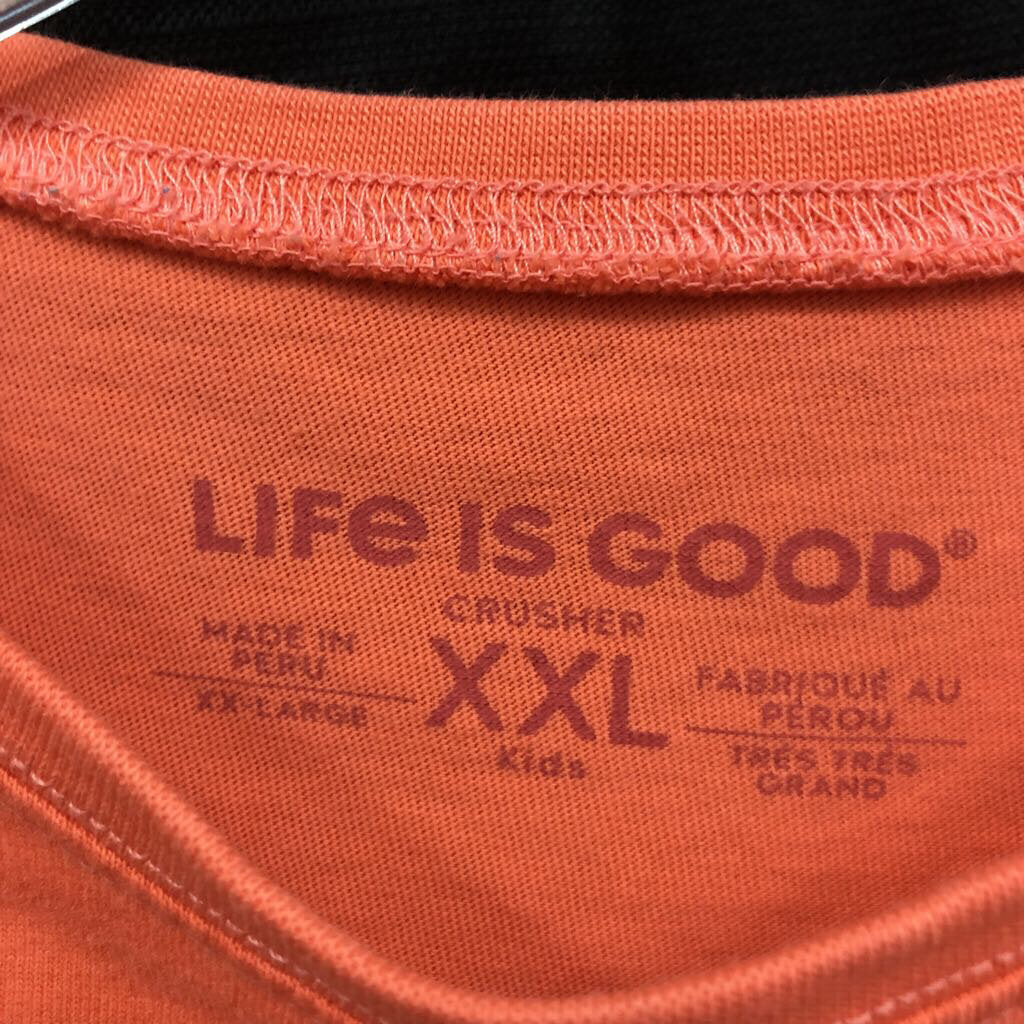 LIFe IS GOOD®
CRUSHER
MADE IN
PERU
XX-LARGE
XXL
Kids
FABRIQUÉ AU
PÉROU
TRÈS TRÈS
GRAND